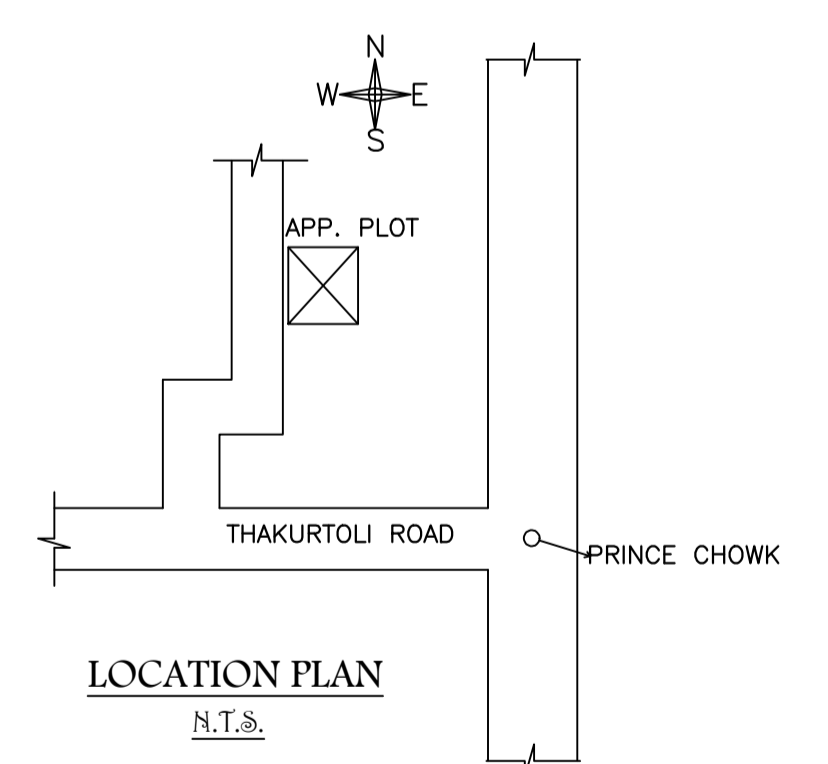 N
W E
S
APP. PLOT
THAKURTOLI ROAD
PRINCE CHOWK
LOCATION PLAN
N.T.S.